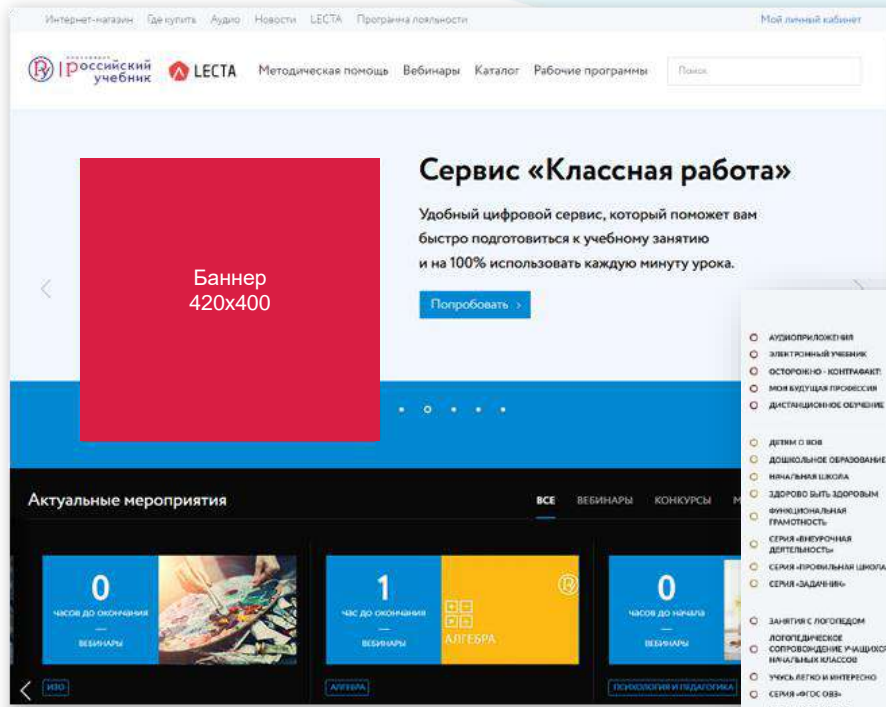 Интернет-магазин Где купить Аудио Новости LECTA Программа лояльности Мой личный кабинет
российский учебник LECTA Методическая помощь Вебинары Каталог Рабочие программы Поиск
Баннер
420x400
Сервис «Классная работа»
Удобный цифровой сервис, который поможет вам
быстро подготовиться к учебному занятию
и на 100% использовать каждую минуту урока.
Попробовать >
Актуальные мероприятия
ВСЕ ВЕБИНАРЫ КОНКУРСЫ М
0
часов до окончания
ВЕБИНАРЫ
ИЗО
1
час до окончания
ВЕБИНАРЫ
АЛГЕБРА
АЛГЕБРА
0
часов до начала
ВЕБИНАРЫ
ПСИХОЛОГИЯ И ПЕДАГОГИКА
АУДИОПРИЛОЖЕНИЯ
ЭЛЕКТРОННЫЙ УЧЕБНИК
ОСТОРОЖНО - КОНТРАФАКТ!
МОЯ БУДУЩАЯ ПРОФЕССИЯ
ДИСТАНЦИОННОЕ ОБУЧЕНИЕ
ДЕТЯМ О ВОВ
ДОШКОЛЬНОЕ ОБРАЗОВАНИЕ
НАЧАЛЬНАЯ ШКОЛА
ЗДОРОВО БЫТЬ ЗДОРОВЫМ
ФУНКЦИОНАЛЬНАЯ
ГРАМОТНОСТЬ
СЕРИЯ «ВНЕУРОЧНАЯ
ДЕЯТЕЛЬНОСТЬ»
СЕРИЯ «ПРОФИЛЬНАЯ ШКОЛА
СЕРИЯ «ЗАДАЧНИК»
ЗАНЯТИЯ С ЛОГОПЕДОМ
ЛОГОПЕДИЧЕСКОЕ
СОПРОВОЖДЕНИЕ УЧАЩИХСЯ
НАЧАЛЬНЫХ КЛАССОВ
УЧУСЬ ЛЕГКО И ИНТЕРЕСНО
СЕРИЯ «ФГОС ОВЗ»